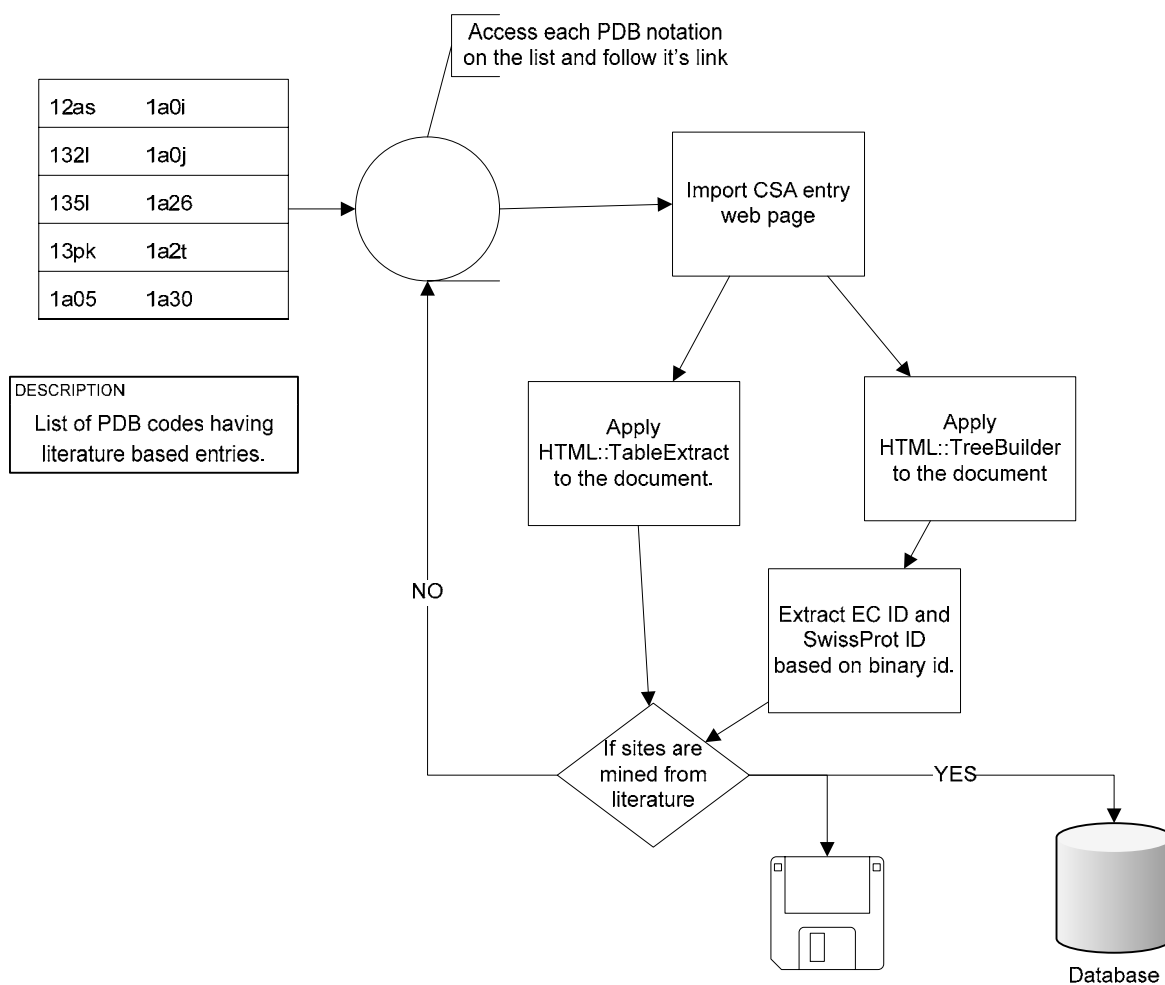 Access each PDB notation
on the list and follow it's link
12as 1a0i
132l 1a0j
135l 1a26
13pk 1a2t
1a05 1a30
Import CSA entry
web page
DESCRIPTION
List of PDB codes having
literature based entries.
Apply
HTML::TableExtract
to the document.
Apply
HTML::TreeBuilder
to the document
NO
Extract EC ID and
SwissProt ID
based on binary id.
If sites are
mined from
literature
YES
Database